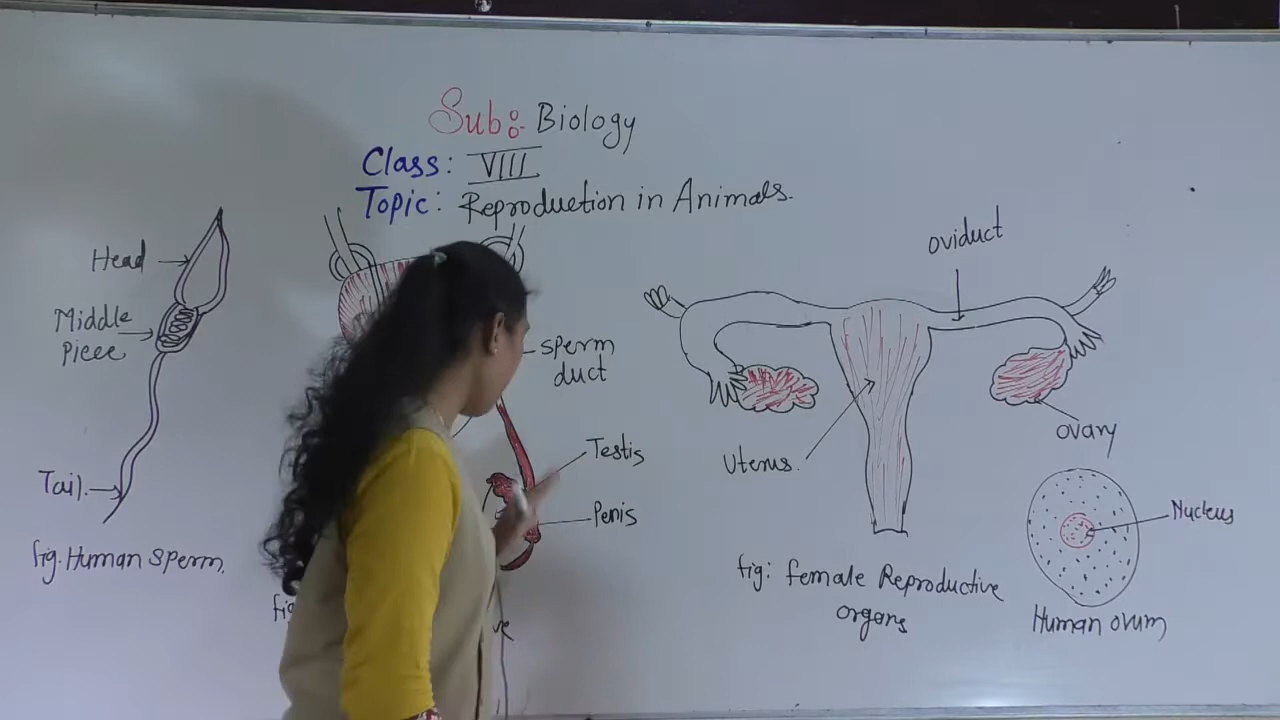 Sub:- Biology
Class: VIII
Topic: Reproduction in Animals.
Head
Middle
Piece
Tail.
fig. Human Sperm.
sperm
duct
Testis
Penis
fig
oviduct
ovary
Uterus.
fig: female Reproductive
organs
Nucleus
Human ovum